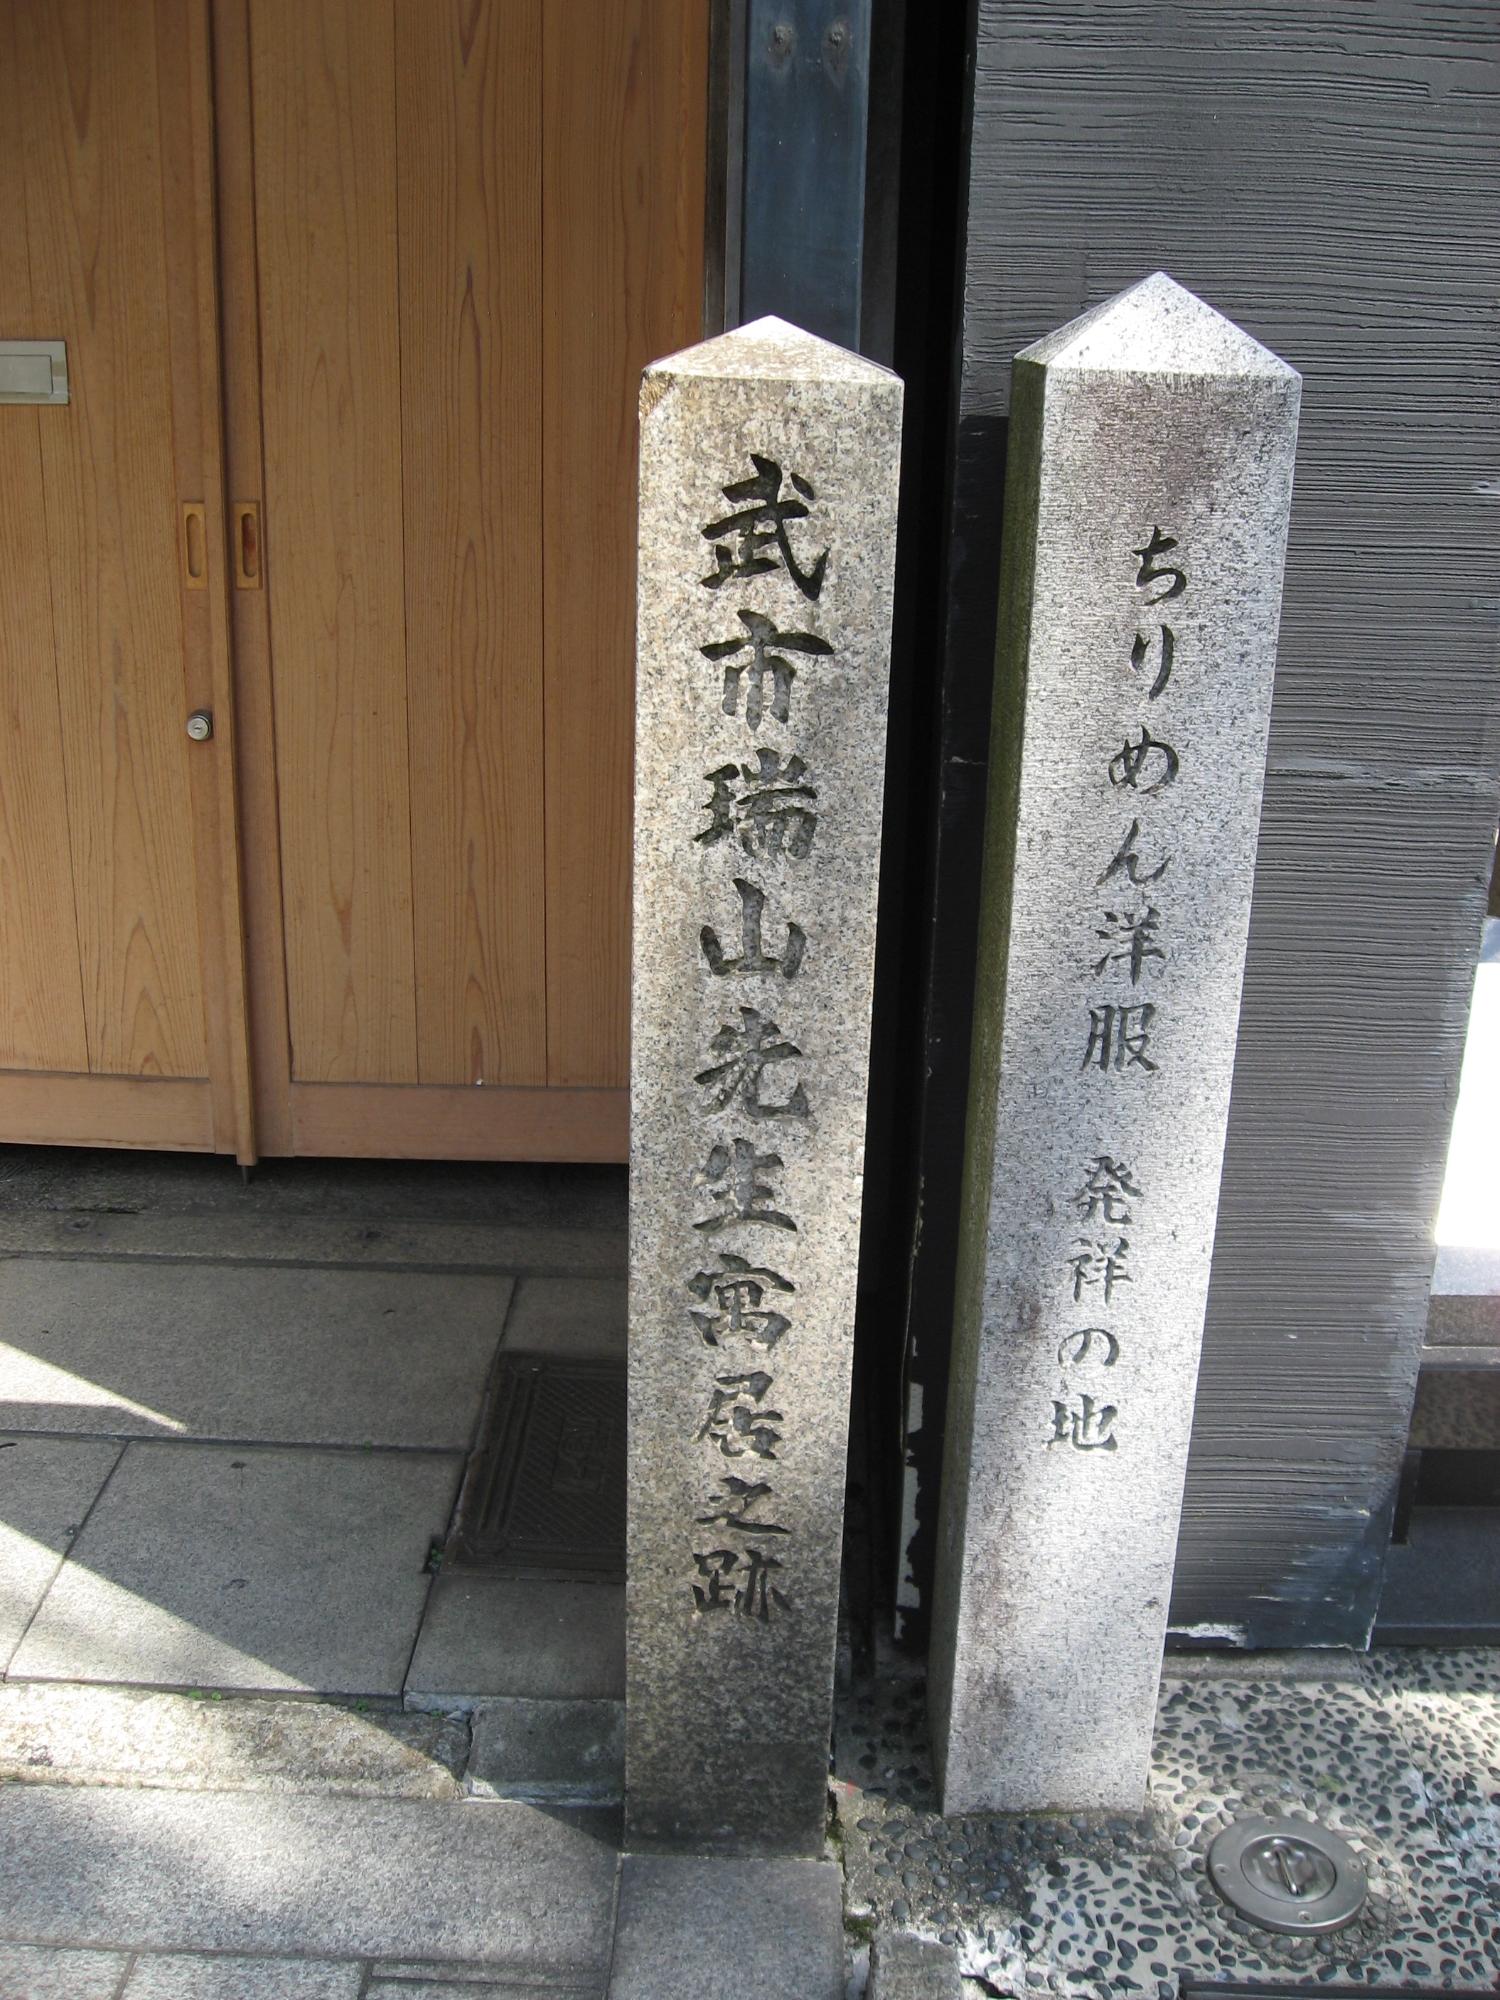 武市瑞山先生寓居之跡
ちりめん洋服 発祥の地